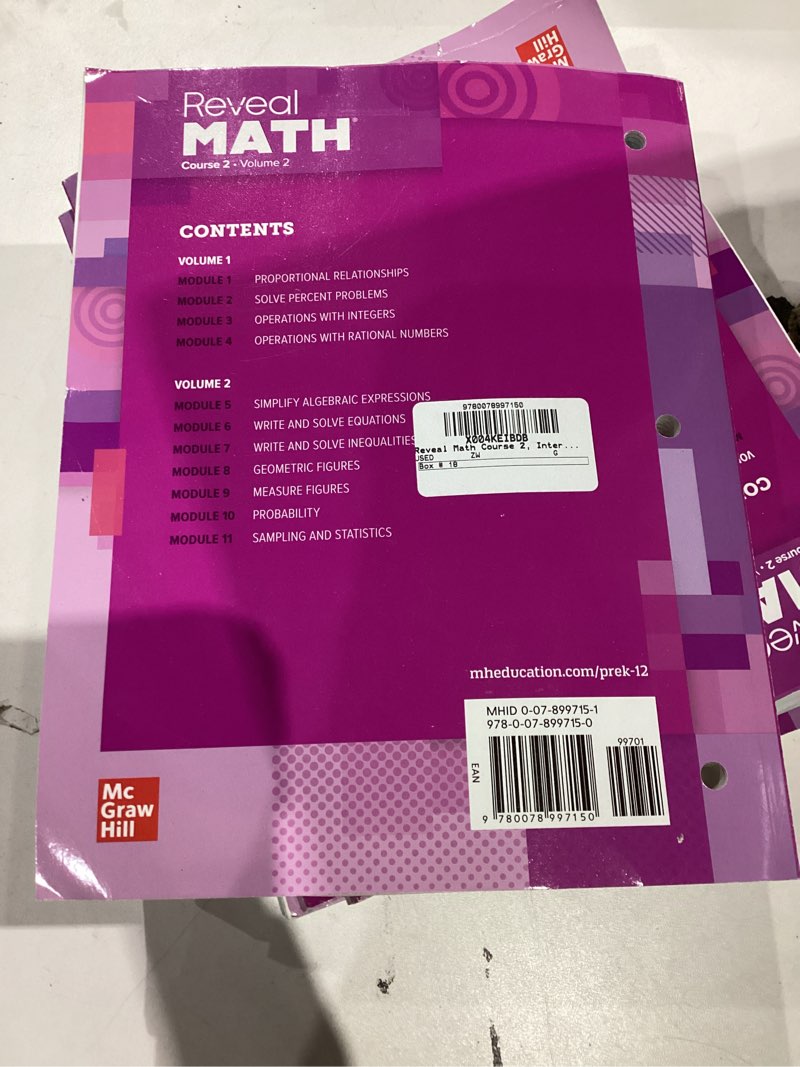 Mc
Graw
Hill
Reveal
MATH®
Course 2 • Volume 2
CONTENTS
VOLUME 1
MODULE 1 PROPORTIONAL RELATIONSHIPS
MODULE 2 SOLVE PERCENT PROBLEMS
MODULE 3 OPERATIONS WITH INTEGERS
MODULE 4 OPERATIONS WITH RATIONAL NUMBERS
VOLUME 2
MODULE 5 SIMPLIFY ALGEBRAIC EXPRESSIONS
MODULE 6 WRITE AND SOLVE EQUATIONS
MODULE 7 WRITE AND SOLVE INEQUALITIES
MODULE 8 GEOMETRIC FIGURES
MODULE 9 MEASURE FIGURES
MODULE 10 PROBABILITY
MODULE 11 SAMPLING AND STATISTICS
9780078997150
X004KEIBDB
Reveal Math Course 2, Inter...
USED ZW G
Box # 18
mheducation.com/prek-12
MHID 0-07-899715-1
978-0-07-899715-0
99701
EAN
9 780078 997150
Mc
Graw
Hill